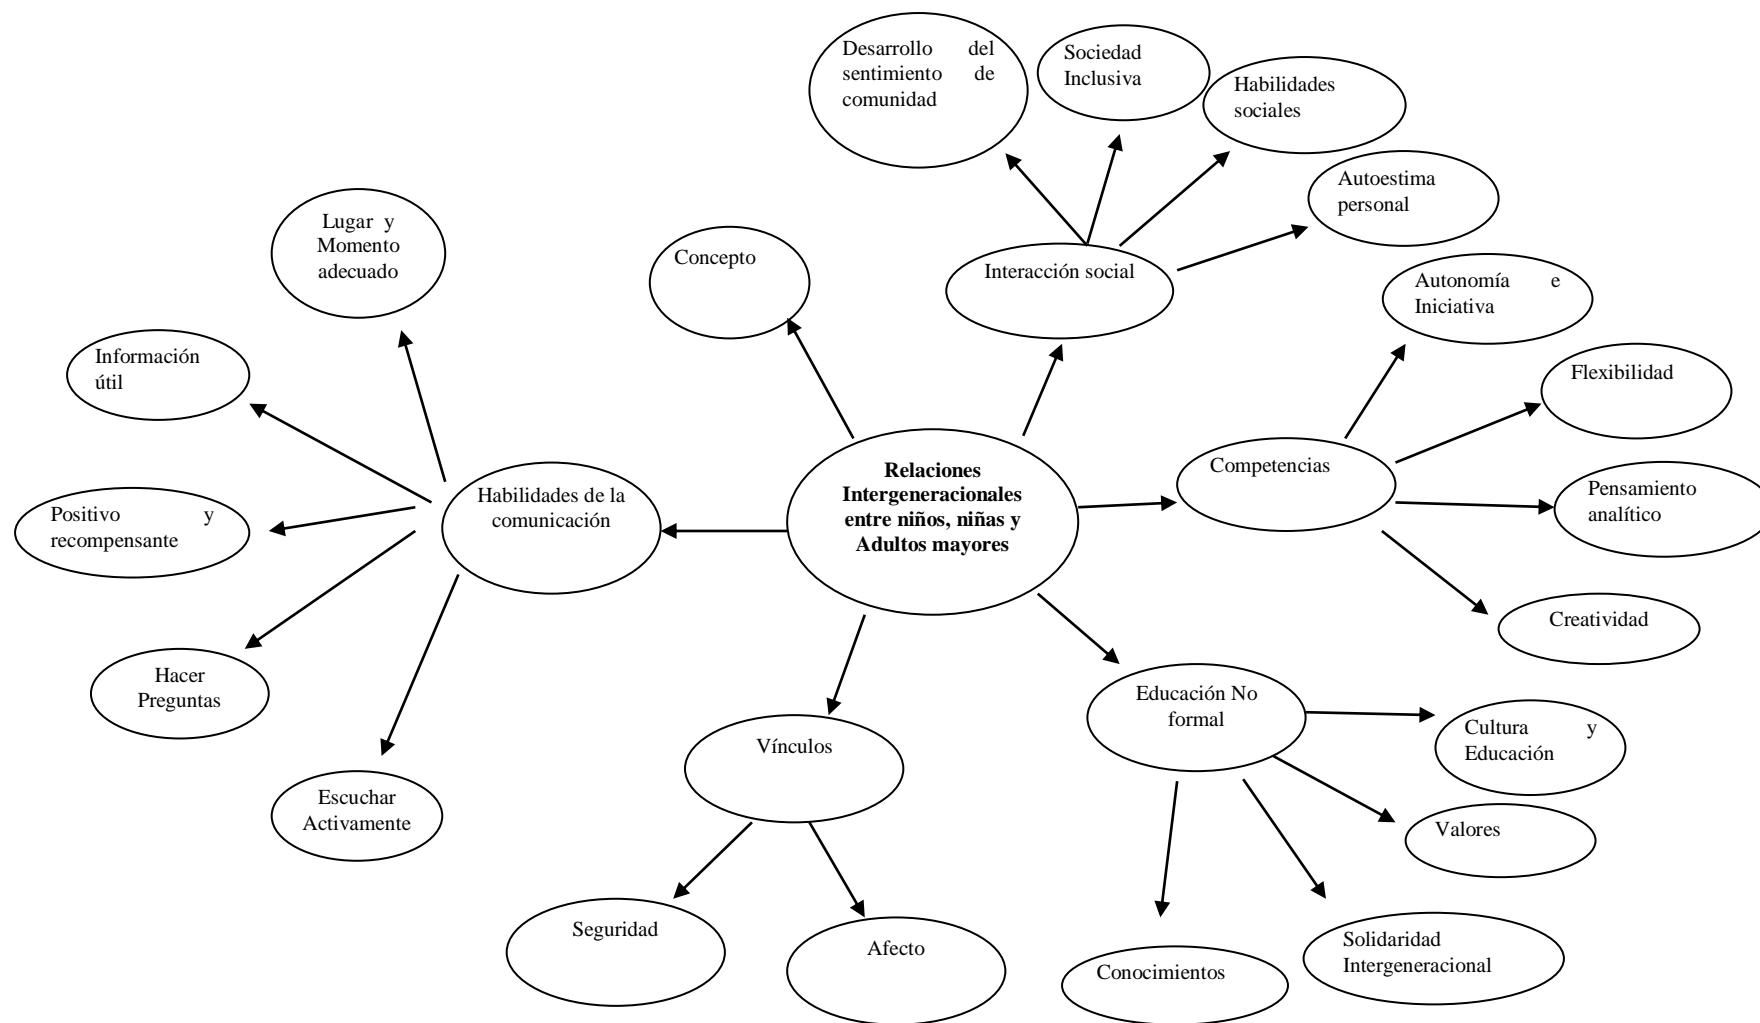 Desarrollo del
sentimiento de
comunidad
Sociedad
Inclusiva
Habilidades
sociales
Autoestima
personal
Lugar y
Momento
adecuado
Concepto
Interacción social
Autonomía e
Iniciativa
Información
útil
Flexibilidad
Habilidades de la
comunicación
Relaciones
Intergeneracionales
entre niños, niñas y
Adultos mayores
Competencias
Pensamiento
analítico
Positivo y
recompensante
Creatividad
Hacer
Preguntas
Educación No
formal
Vínculos
Cultura y
Educación
Escuchar
Activamente
Valores
Seguridad
Afecto
Conocimientos
Solidaridad
Intergeneracional